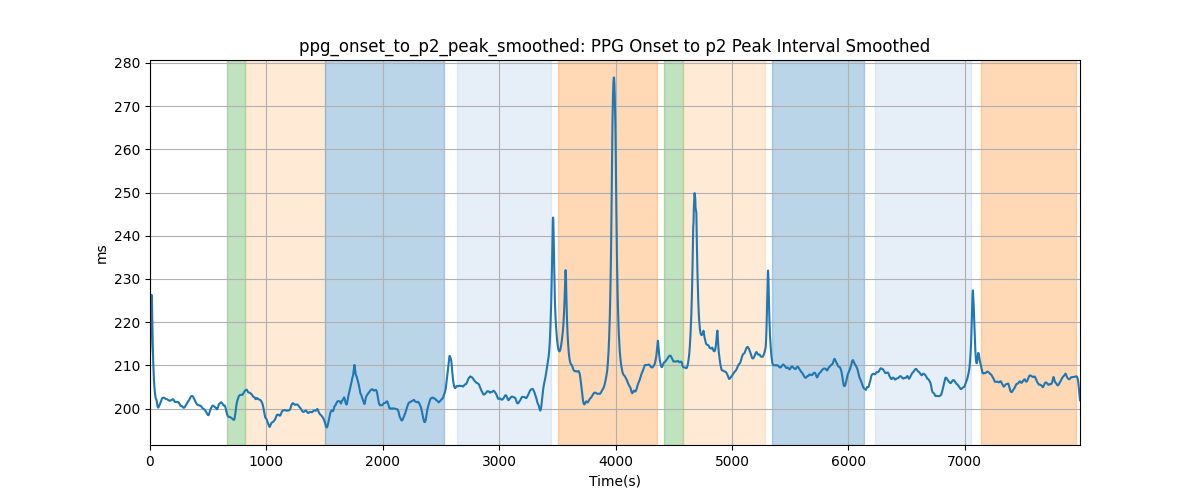 ppg_onset_to_p2_peak_smoothed: PPG Onset to p2 Peak Interval Smoothed
280
270
260
250
240
230
220
210
200
ms
0 1000 2000 3000 4000 5000 6000 7000
Time(s)